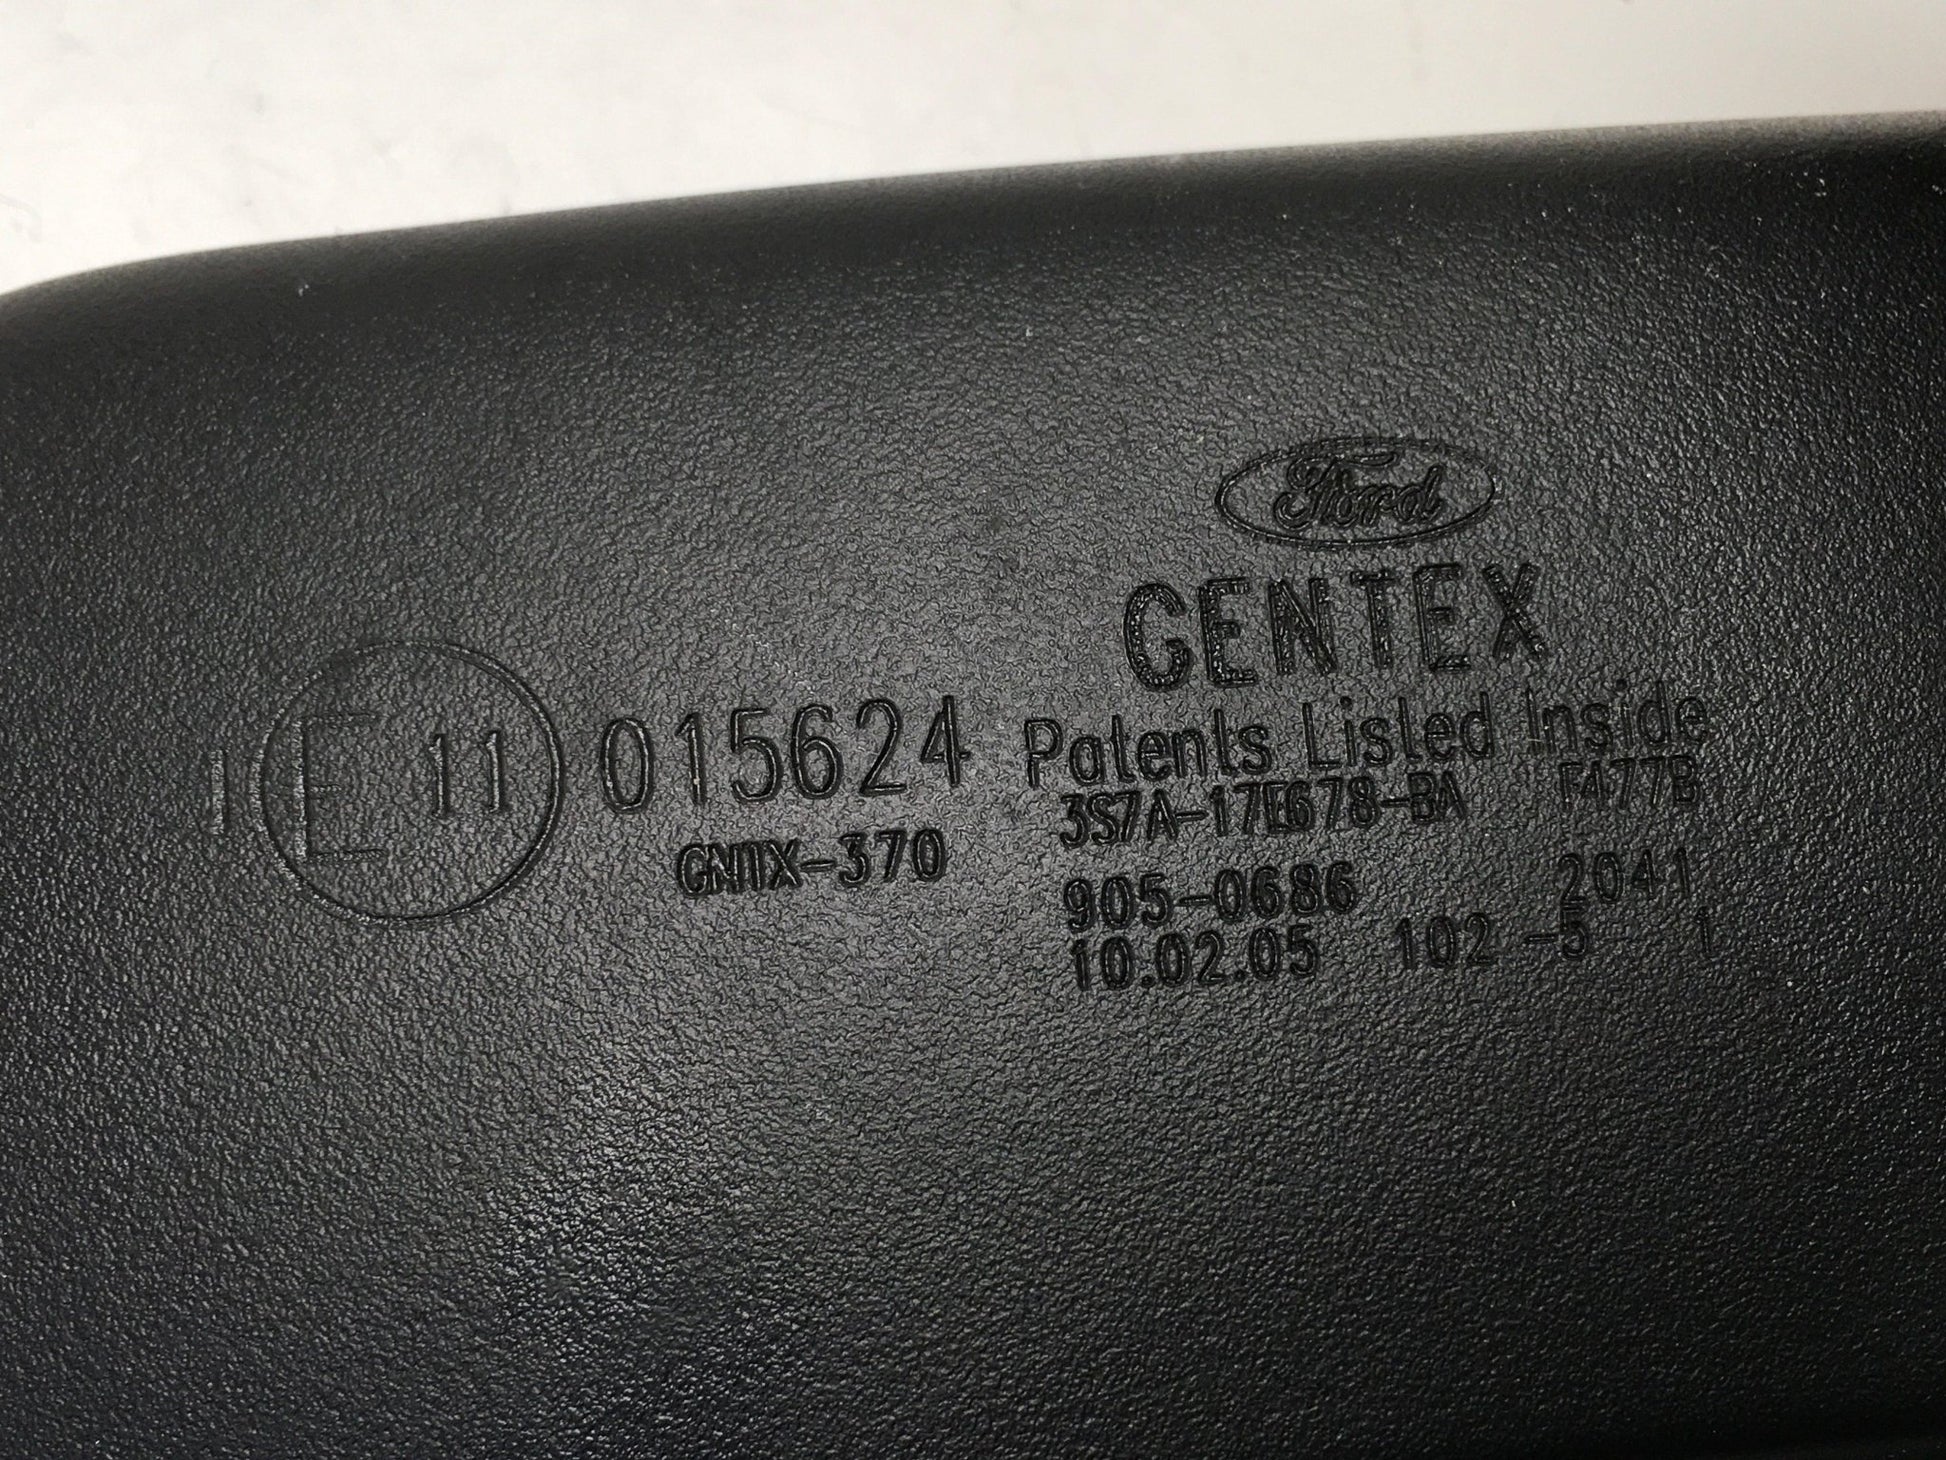 Ford
GENTEX
I E 11 015624
GNTX-370
Patents Listed Inside
3S7A-17E678-BA F477B
905-0686 2041
10.02.05 102 -5 1